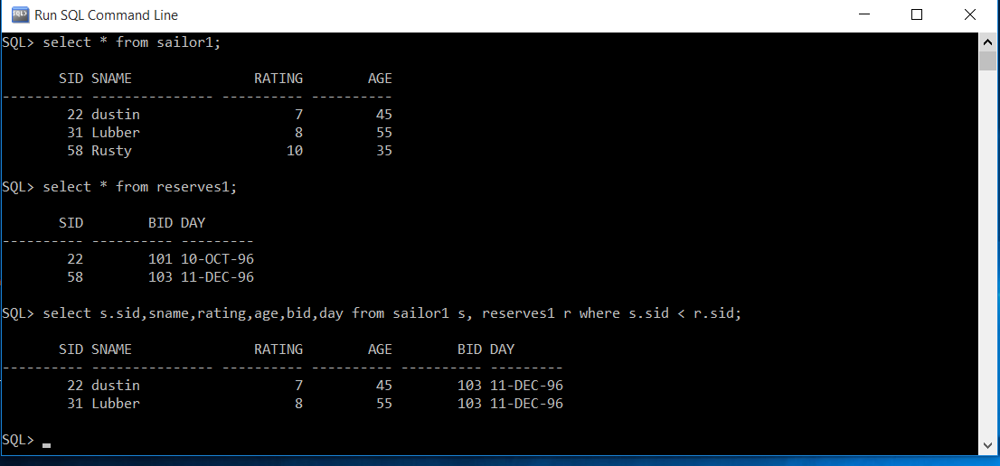 Run SQL Command Line
SQL> select * from sailor1;
       SID SNAME               RATING        AGE
---------- --------------- ---------- ----------
        22 dustin                   7         45
        31 Lubber                   8         55
        58 Rusty                   10         35
SQL> select * from reserves1;
       SID        BID DAY
---------- ---------- ---------
        22        101 10-OCT-96
        58        103 11-DEC-96
SQL> select s.sid,sname,rating,age,bid,day from sailor1 s, reserves1 r where s.sid < r.sid;
       SID SNAME               RATING        AGE        BID DAY
---------- --------------- ---------- ---------- ---------- ---------
        22 dustin                   7         45        103 11-DEC-96
        31 Lubber                   8         55        103 11-DEC-96
SQL>